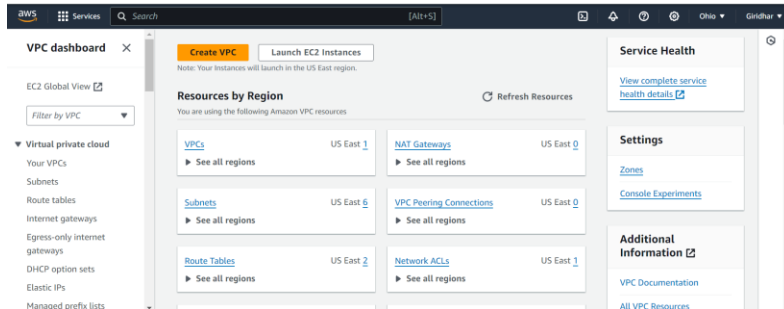 aws Services Search [Alt+S] Ohio Giridhar
VPC dashboard
EC2 Global View
Filter by VPC
Virtual private cloud
Your VPCs
Subnets
Route tables
Internet gateways
Egress-only internet
gateways
DHCP option sets
Elastic IPs
Managed prefix lists
Create VPC Launch EC2 Instances
Note: Your Instances will launch in the US East region.
Resources by Region Refresh Resources
You are using the following Amazon VPC resources
VPCs US East 1
See all regions
NAT Gateways US East 0
See all regions
Subnets US East 6
See all regions
VPC Peering Connections US East 0
See all regions
Route Tables US East 2
See all regions
Network ACLs US East 1
See all regions
Service Health
View complete service
health details
Settings
Zones
Console Experiments
Additional
Information
VPC Documentation
All VPC Resources